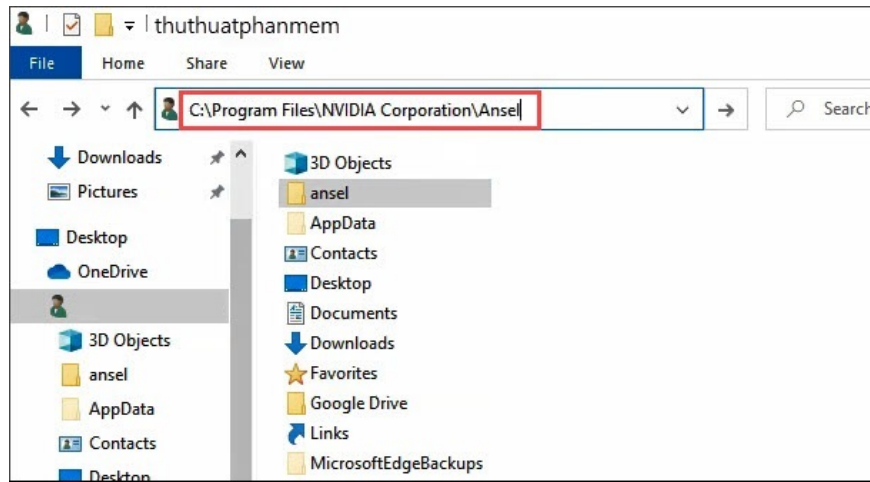 thuthuatphanmem
File Home Share View
C:\Program Files\NVIDIA Corporation\Ansel
Search
Downloads
Pictures
Desktop
OneDrive
3D Objects
ansel
AppData
Contacts
Desktop
3D Objects
ansel
AppData
Contacts
Desktop
Documents
Downloads
Favorites
Google Drive
Links
MicrosoftEdgeBackups